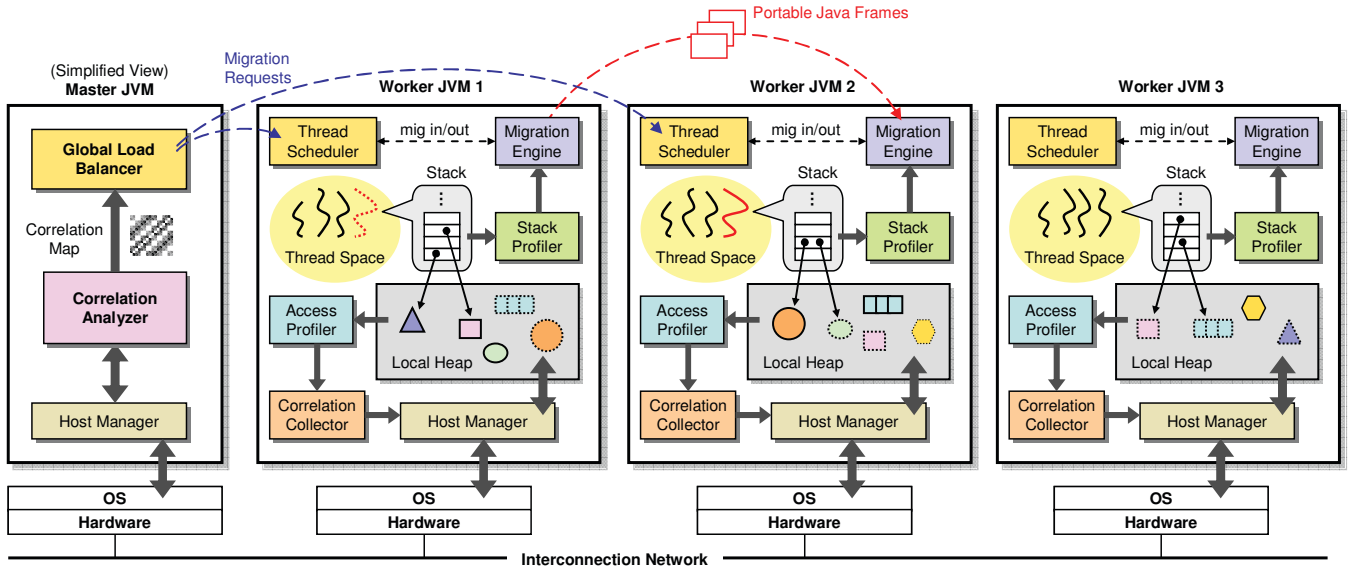 Portable Java Frames
Migration
Requests
(Simplified View)
Master JVM
Global Load
Balancer
Correlation
Map
Correlation
Analyzer
Host Manager
OS
Hardware
Worker JVM 1
Thread
Scheduler
mig in/out
Migration
Engine
Stack
...
Thread Space
Stack
Profiler
Access
Profiler
Local Heap
Correlation
Collector
Host Manager
OS
Hardware
Worker JVM 2
Thread
Scheduler
mig in/out
Migration
Engine
Stack
...
Thread Space
Stack
Profiler
Access
Profiler
Local Heap
Correlation
Collector
Host Manager
OS
Hardware
Worker JVM 3
Thread
Scheduler
mig in/out
Migration
Engine
Stack
...
Thread Space
Stack
Profiler
Access
Profiler
Local Heap
Correlation
Collector
Host Manager
OS
Hardware
Interconnection Network